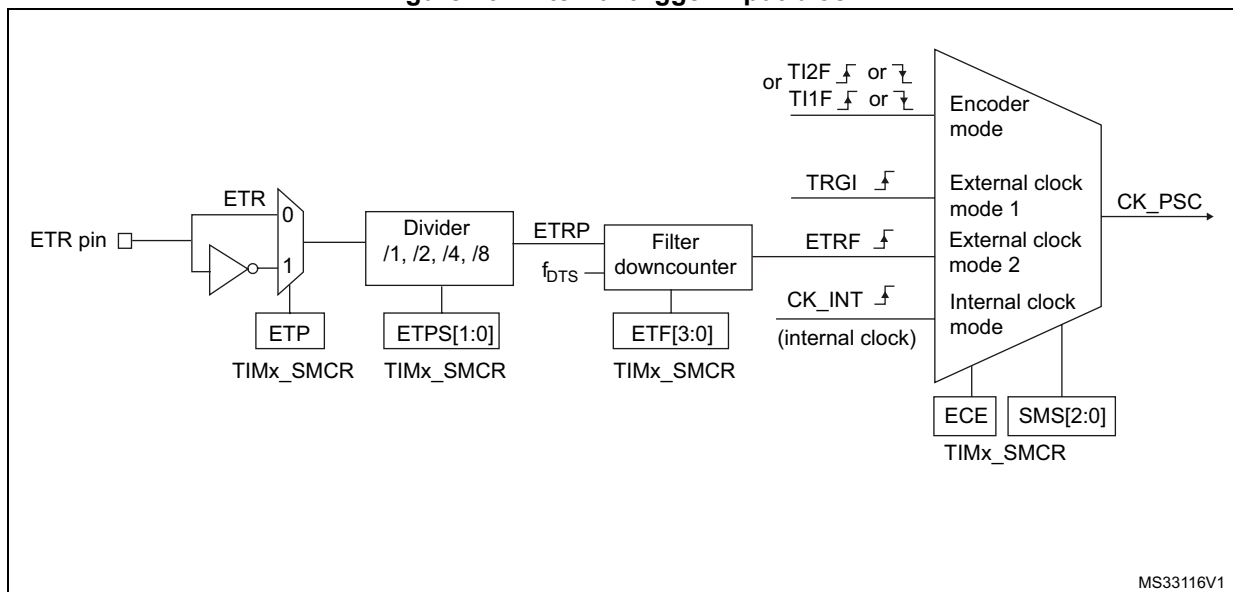 or TI2F or
TI1F or
Encoder
mode
TRGI
External clock
mode 1
CK_PSC
ETR
0
ETR pin
1
Divider
/1, /2, /4, /8
ETRP
fDTS
Filter
downcounter
ETRF
External clock
mode 2
CK_INT
(internal clock)
Internal clock
mode
ETP
TIMx_SMCR
ETPS[1:0]
TIMx_SMCR
ETF[3:0]
TIMx_SMCR
ECE
SMS[2:0]
TIMx_SMCR
MS33116V1